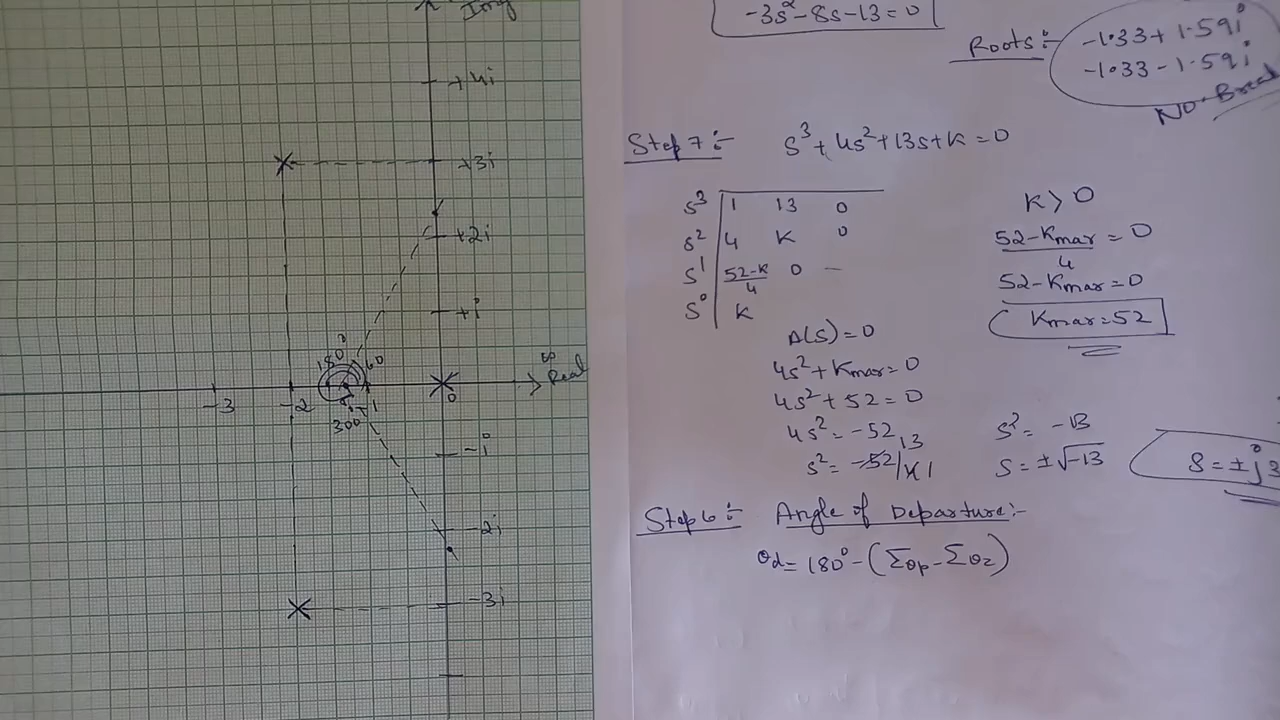 Img
+4i
+3i
+2i
+i
180° 60
∞
Real
-3 -2 -1 0
300°
-i
-2i
-3i
-3s²-8s-13=0
Roots:- -1.33+1.59i
-1.33-1.59i
NO-Break
Step 7:- S³+4s²+13s+k=0
S³ 1 13 0
S² 4 K 0
S¹ 52-K/4 0 —
S⁰ K
K>0
52-Kmax/4 = 0
52-Kmax=0
Kmax=52
A(S)=0
4s²+Kmax=0
4s²+52=0
4s²=-52
s²=-52/4 13 1
S²=-13
S=±√-13
S=±j3
Step 6:- Angle of Departure:-
θd=180°-(Σθp-Σθz)